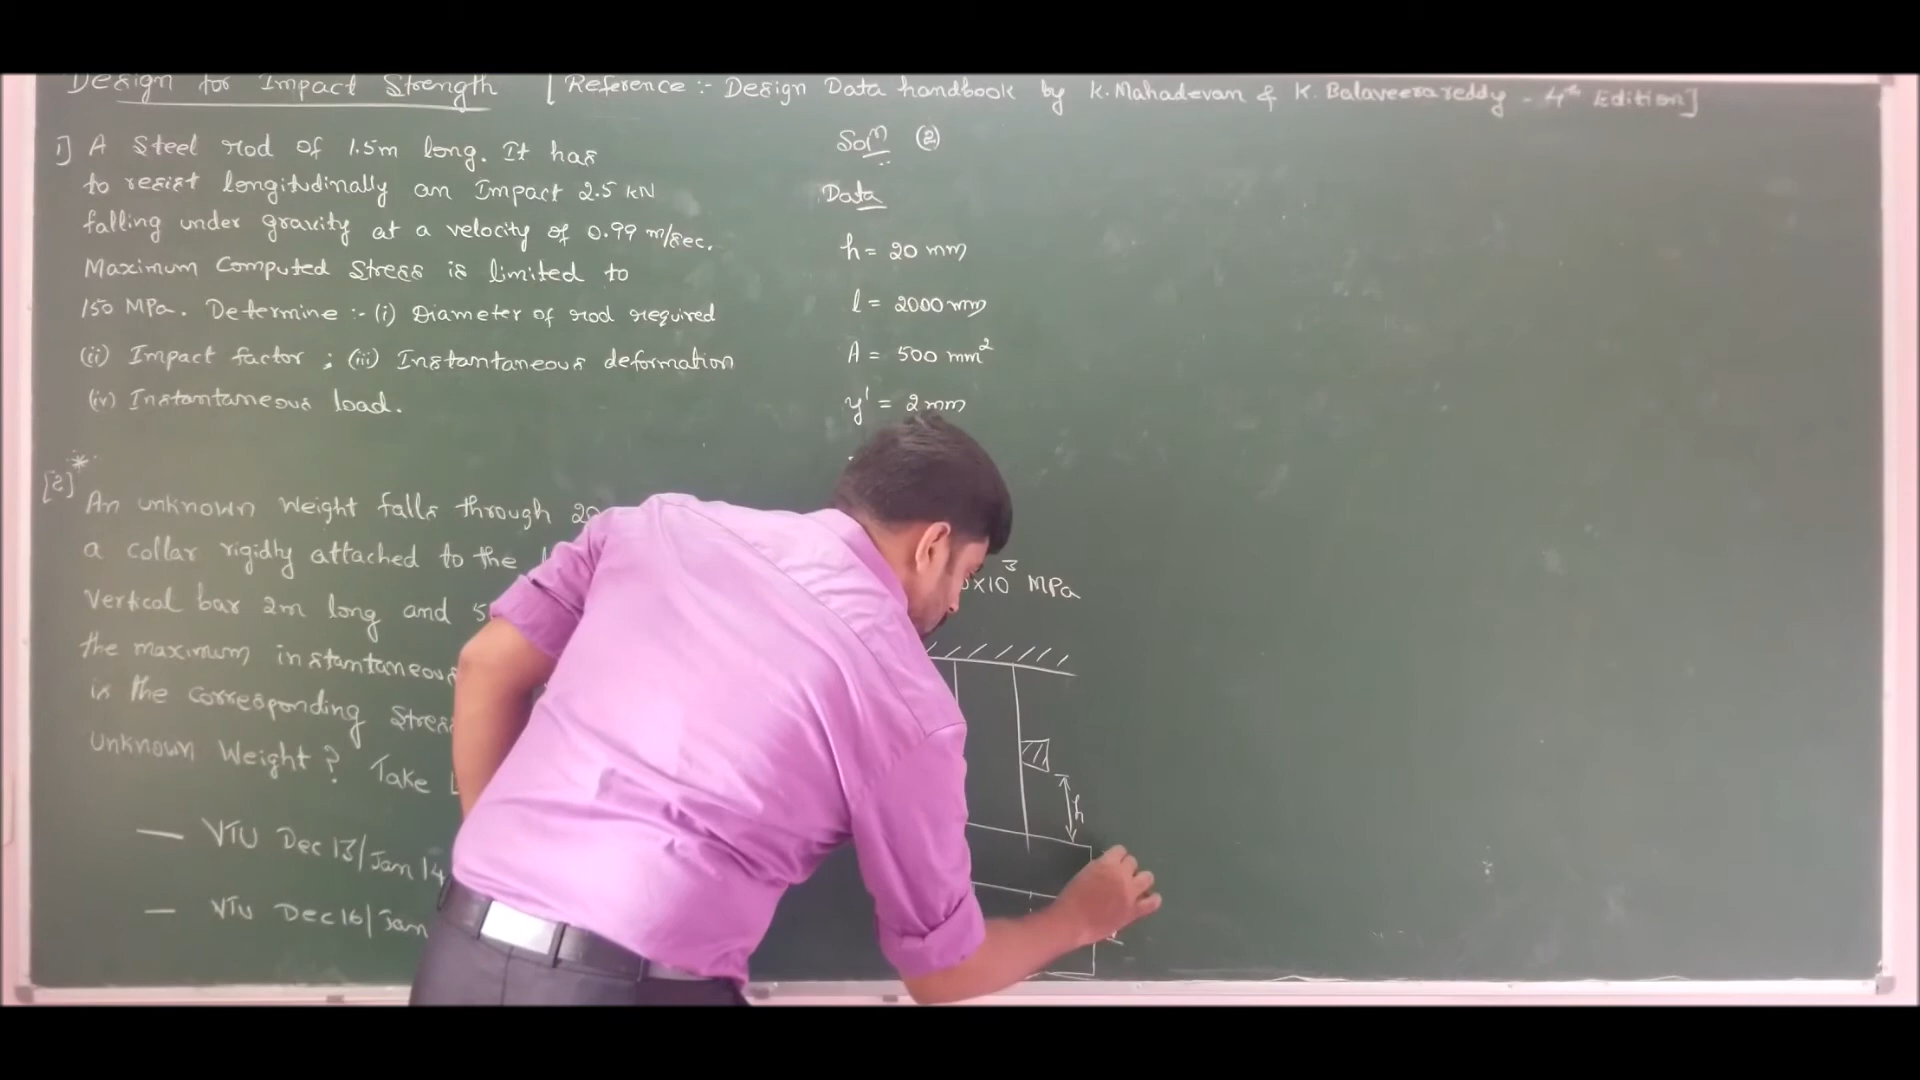 Design for Impact Strength [Reference :- Design Data handbook by K. Mahadevan & K. Balaveera reddy - 4th Edition]
1] A Steel rod of 1.5m long. It has
to resist longitudinally an Impact 2.5 kN
falling under gravity at a velocity of 0.99 m/sec.
Maximum Computed Stress is limited to
150 MPa. Determine :- (i) Diameter of rod required
(ii) Impact factor ; (iii) Instantaneous deformation
(iv) Instantaneous load.
[2]*
An unknown Weight falls through 20
a collar rigidly attached to the
Vertical bar 2m long and 5
the maximum instantaneous
is the corresponding Stress
Unknown Weight? Take
— VTU Dec 13/Jan 14
— VTU Dec 16/Jan
Soln (2)
Data
h = 20 mm
l = 2000 mm
A = 500 mm²
y' = 2 mm
x10³ MPa
h